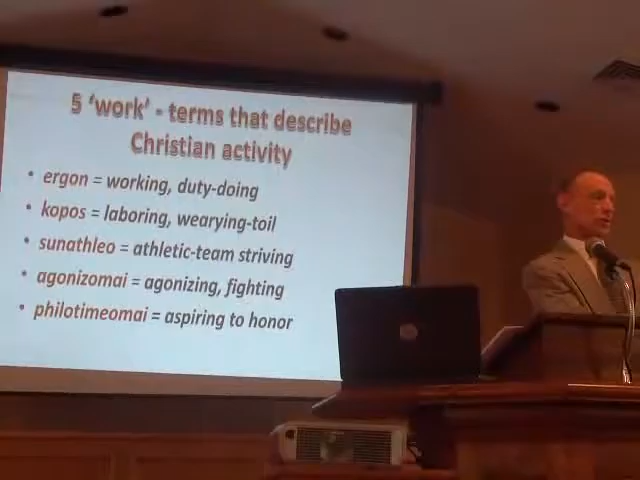 5 'work' - terms that describe
Christian activity
• ergon = working, duty-doing
• kopos = laboring, wearying-toil
• sunathleo = athletic-team striving
• agonizomai = agonizing, fighting
• philotimeomai = aspiring to honor